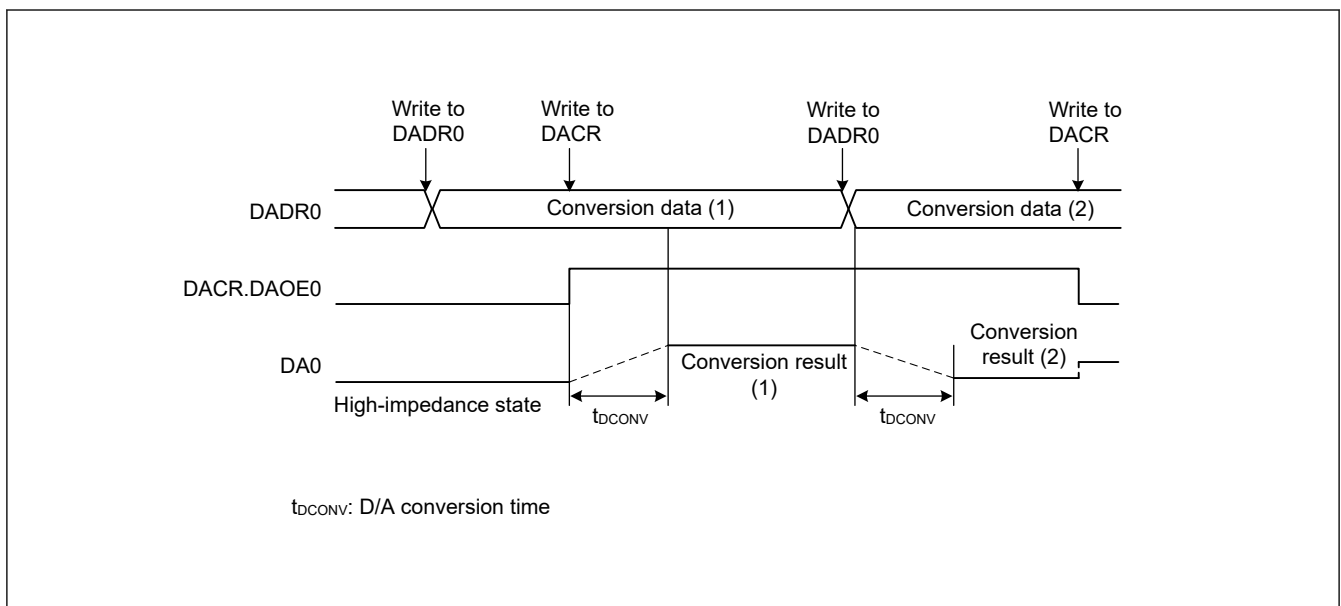 Write to
DADR0
Write to
DACR
Write to
DADR0
Write to
DACR
DADR0
Conversion data (1)
Conversion data (2)
DACR.DAOE0
DA0
Conversion result
(1)
Conversion
result (2)
High-impedance state
tDCONV
tDCONV
tDCONV: D/A conversion time